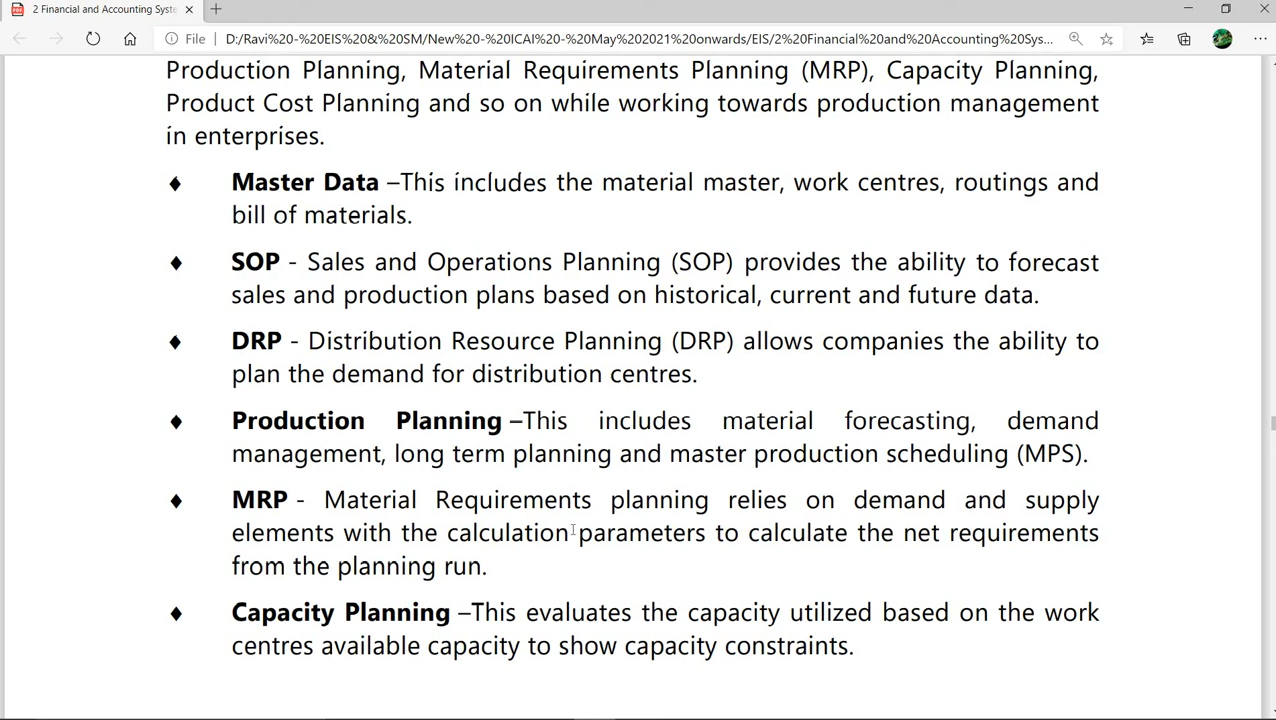 2 Financial and Accounting Syste
File
D:/Ravi%20-%20EIS%20&%20SM/New%20-%20ICAI%20-%20May%202021%20onwards/EIS/2%20Financial%20and%20Accounting%20Sys...
Production Planning, Material Requirements Planning (MRP), Capacity Planning,
Product Cost Planning and so on while working towards production management
in enterprises.
♦ Master Data –This includes the material master, work centres, routings and
bill of materials.
♦ SOP - Sales and Operations Planning (SOP) provides the ability to forecast
sales and production plans based on historical, current and future data.
♦ DRP - Distribution Resource Planning (DRP) allows companies the ability to
plan the demand for distribution centres.
♦ Production Planning –This includes material forecasting, demand
management, long term planning and master production scheduling (MPS).
♦ MRP - Material Requirements planning relies on demand and supply
elements with the calculation parameters to calculate the net requirements
from the planning run.
♦ Capacity Planning –This evaluates the capacity utilized based on the work
centres available capacity to show capacity constraints.